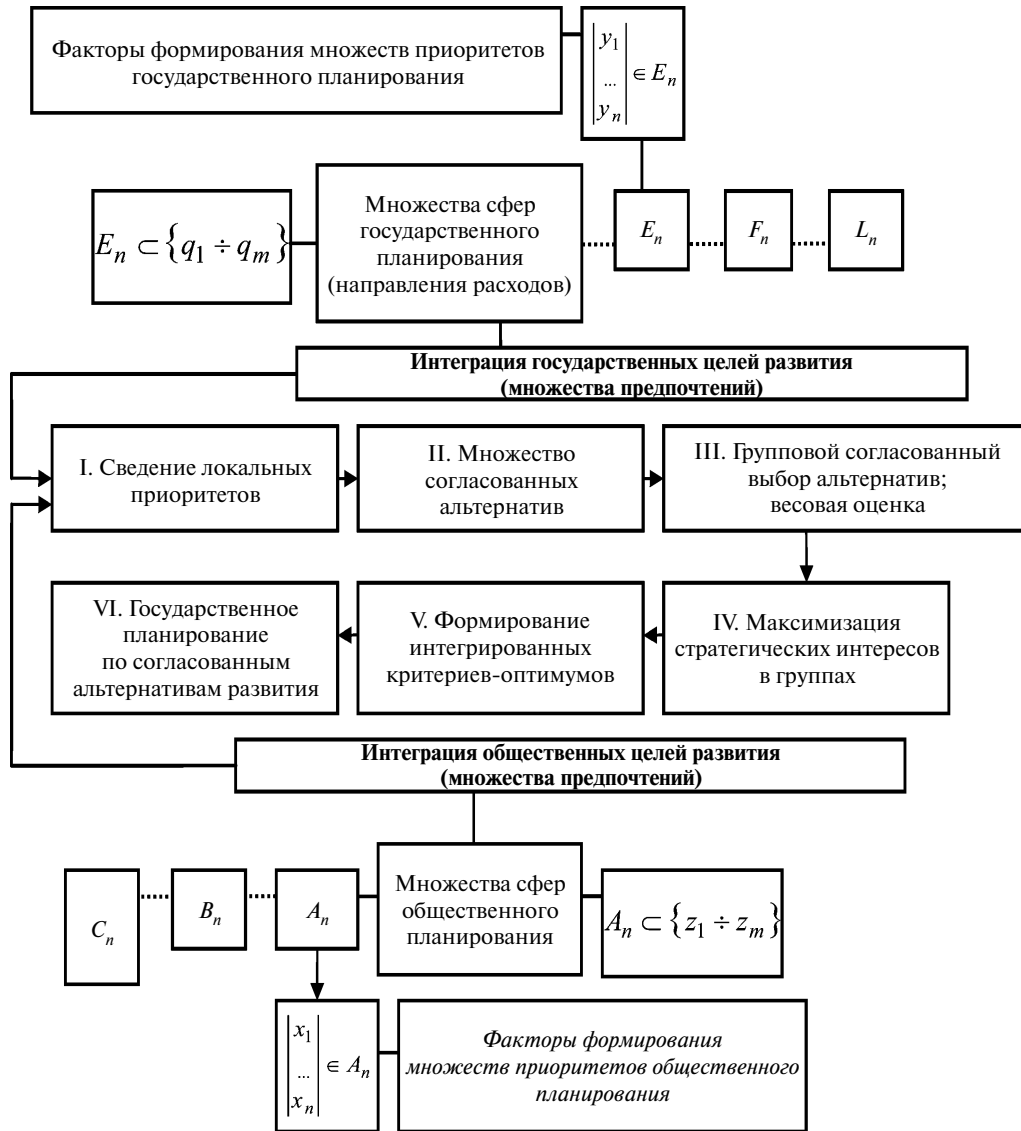 Факторы формирования множеств приоритетов
государственного планирования
y₁
...
yₙ
∈ Eₙ
Eₙ ⊂ {q₁ ÷ qₘ}
Множества сфер
государственного
планирования
(направления расходов)
Eₙ
Fₙ
Lₙ
Интеграция государственных целей развития
(множества предпочтений)
I. Сведение локальных
приоритетов
II. Множество
согласованных
альтернатив
III. Групповой согласованный
выбор альтернатив;
весовая оценка
VI. Государственное
планирование
по согласованным
альтернативам развития
V. Формирование
интегрированных
критериев-оптимумов
IV. Максимизация
стратегических интересов
в группах
Интеграция общественных целей развития
(множества предпочтений)
Cₙ
Bₙ
Aₙ
Множества сфер
общественного
планирования
Aₙ ⊂ {z₁ ÷ zₘ}
x₁
...
xₙ
∈ Aₙ
Факторы формирования
множеств приоритетов общественного
планирования